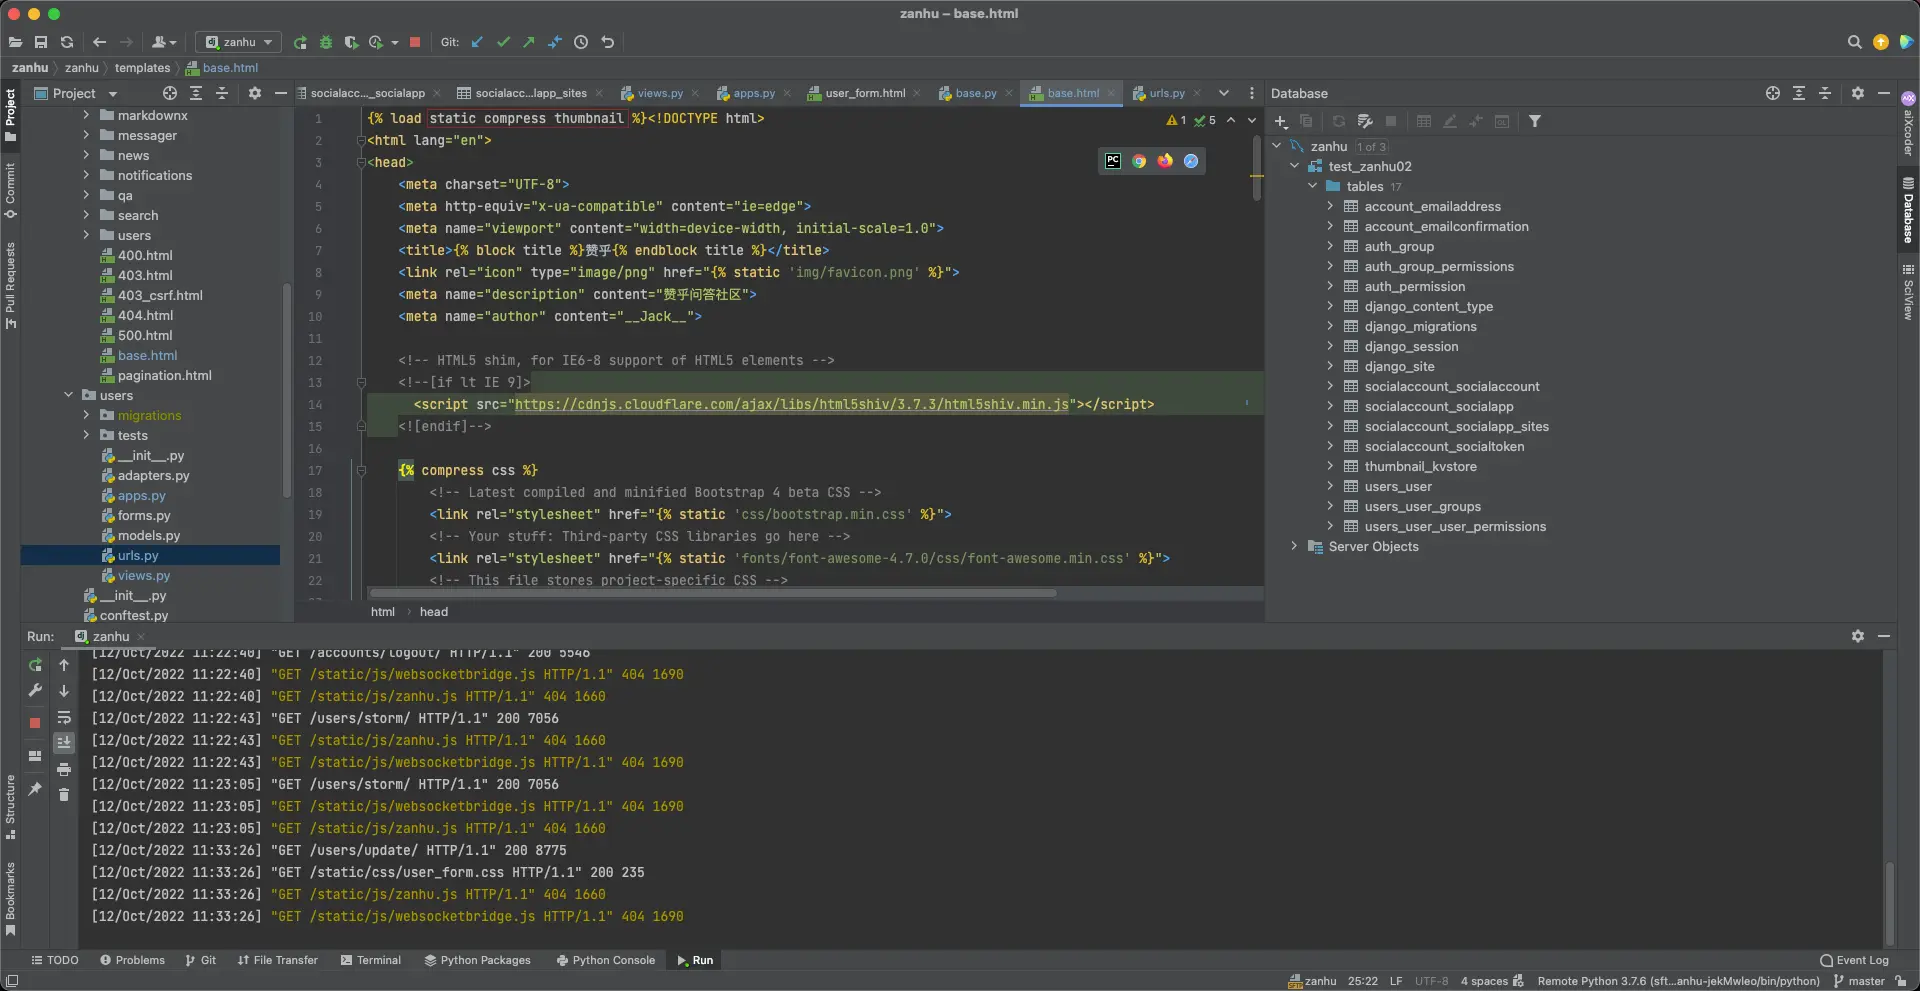 zanhu – base.html
zanhu
Git:
zanhu
zanhu
templates
base.html
Project
socialacc..._socialapp
socialacc...lapp_sites
views.py
apps.py
user_form.html
base.py
base.html
urls.py
Database
Project
Commit
Pull Requests
Structure
Bookmarks
markdownx
messager
news
notifications
qa
search
users
400.html
403.html
403_csrf.html
404.html
500.html
base.html
pagination.html
users
migrations
tests
__init__.py
adapters.py
apps.py
forms.py
models.py
urls.py
views.py
__init__.py
conftest.py
1 {% load static compress thumbnail %}<!DOCTYPE html>
1 5
2 <html lang="en">
3 <head>
PC
4 <meta charset="UTF-8">
5 <meta http-equiv="x-ua-compatible" content="ie=edge">
6 <meta name="viewport" content="width=device-width, initial-scale=1.0">
7 <title>{% block title %}赞乎{% endblock title %}</title>
8 <link rel="icon" type="image/png" href="{% static 'img/favicon.png' %}">
9 <meta name="description" content="赞乎问答社区">
10 <meta name="author" content="__Jack__">
11
12 <!-- HTML5 shim, for IE6-8 support of HTML5 elements -->
13 <!--[if lt IE 9]>
14 <script src="https://cdnjs.cloudflare.com/ajax/libs/html5shiv/3.7.3/html5shiv.min.js"></script>
15 <![endif]-->
16
17 {% compress css %}
18 <!-- Latest compiled and minified Bootstrap 4 beta CSS -->
19 <link rel="stylesheet" href="{% static 'css/bootstrap.min.css' %}">
20 <!-- Your stuff: Third-party CSS libraries go here -->
21 <link rel="stylesheet" href="{% static 'fonts/font-awesome-4.7.0/css/font-awesome.min.css' %}">
22 <!-- This file stores project-specific CSS -->
html
head
zanhu 1 of 3
test_zanhu02
tables 17
account_emailaddress
account_emailconfirmation
auth_group
auth_group_permissions
auth_permission
django_content_type
django_migrations
django_session
django_site
socialaccount_socialaccount
socialaccount_socialapp
socialaccount_socialapp_sites
socialaccount_socialtoken
thumbnail_kvstore
users_user
users_user_groups
users_user_user_permissions
Server Objects
aiXcoder
Database
SciView
Run: zanhu
[12/Oct/2022 11:22:40] "GET /accounts/logout/ HTTP/1.1" 200 5546
[12/Oct/2022 11:22:40] "GET /static/js/websocketbridge.js HTTP/1.1" 404 1690
[12/Oct/2022 11:22:40] "GET /static/js/zanhu.js HTTP/1.1" 404 1660
[12/Oct/2022 11:22:43] "GET /users/storm/ HTTP/1.1" 200 7056
[12/Oct/2022 11:22:43] "GET /static/js/zanhu.js HTTP/1.1" 404 1660
[12/Oct/2022 11:22:43] "GET /static/js/websocketbridge.js HTTP/1.1" 404 1690
[12/Oct/2022 11:23:05] "GET /users/storm/ HTTP/1.1" 200 7056
[12/Oct/2022 11:23:05] "GET /static/js/websocketbridge.js HTTP/1.1" 404 1690
[12/Oct/2022 11:23:05] "GET /static/js/zanhu.js HTTP/1.1" 404 1660
[12/Oct/2022 11:33:26] "GET /users/update/ HTTP/1.1" 200 8775
[12/Oct/2022 11:33:26] "GET /static/css/user_form.css HTTP/1.1" 200 235
[12/Oct/2022 11:33:26] "GET /static/js/zanhu.js HTTP/1.1" 404 1660
[12/Oct/2022 11:33:26] "GET /static/js/websocketbridge.js HTTP/1.1" 404 1690
TODO
Problems
Git
File Transfer
Terminal
Python Packages
Python Console
Run
Event Log
zanhu 25:22 LF UTF-8 4 spaces Remote Python 3.7.6 (sft...anhu-jekMwleo/bin/python) master